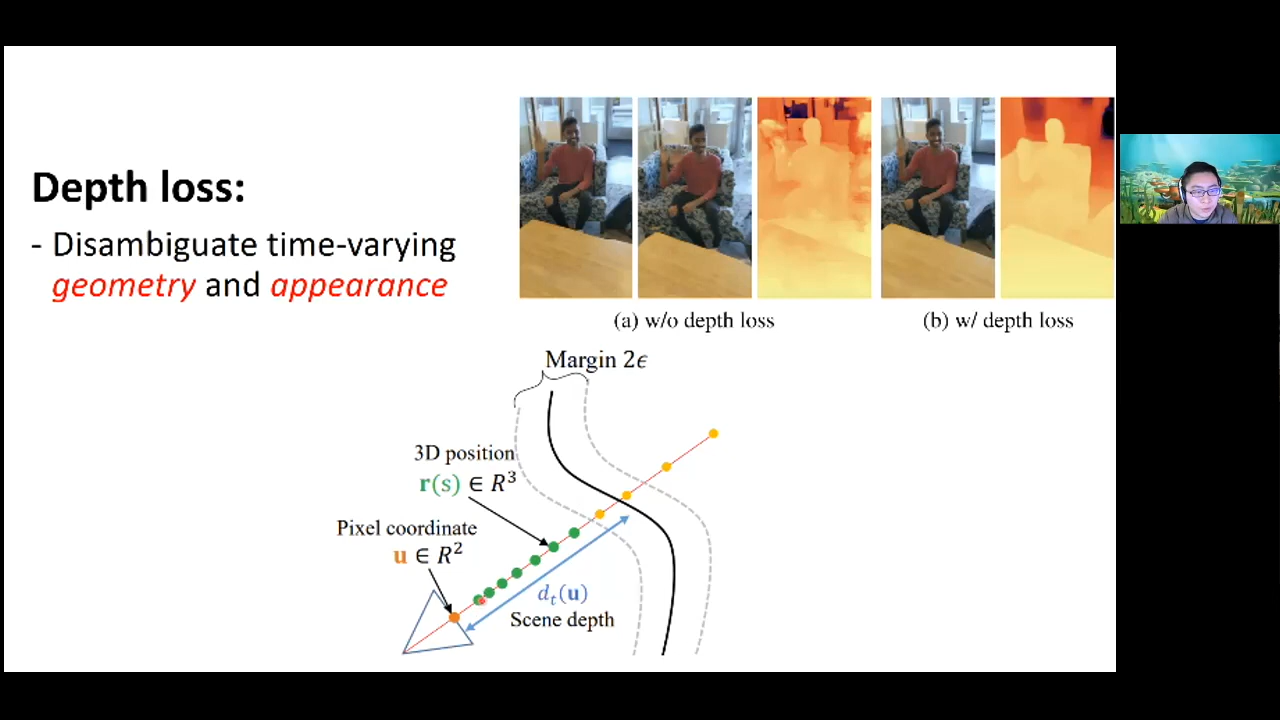 Depth loss:
- Disambiguate time-varying
geometry and appearance
(a) w/o depth loss
(b) w/ depth loss
Margin 2ϵ
3D position
r(s) ∈ R³
Pixel coordinate
u ∈ R²
dₜ(u)
Scene depth